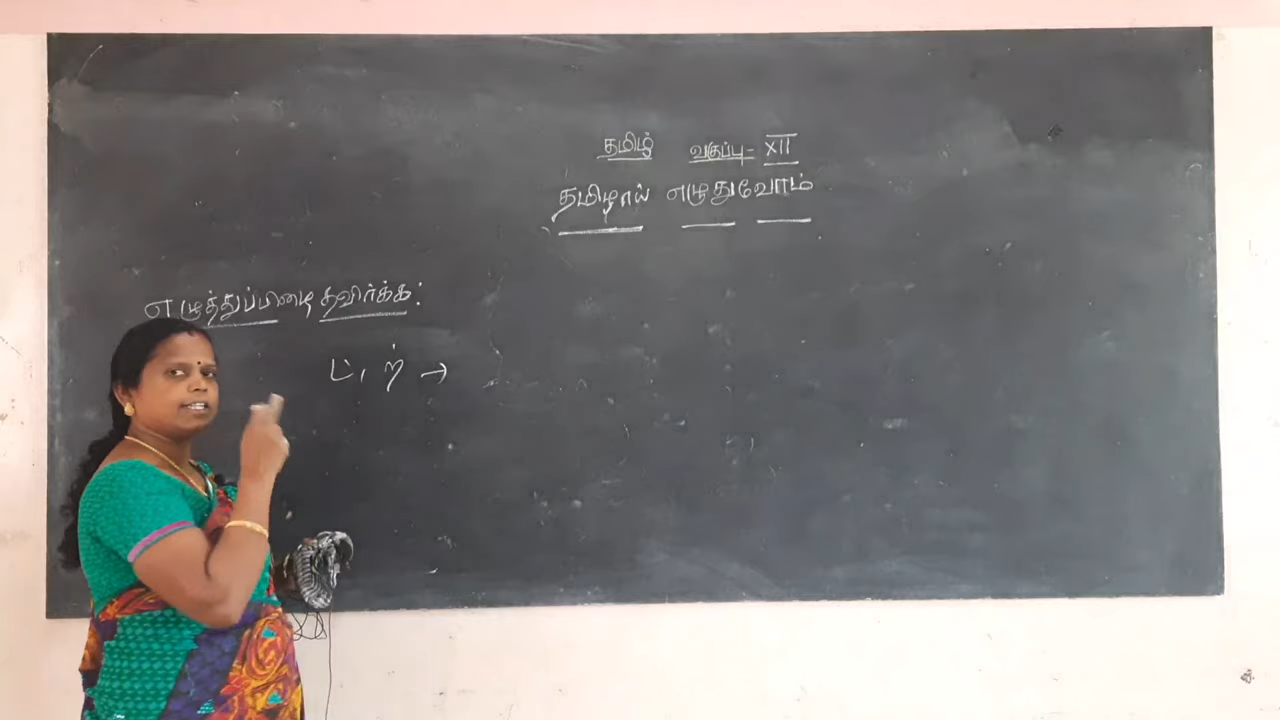 தமிழ் வகுப்பு - XII
தமிழாய் எழுதுவோம்
எழுத்துப்பிழை தவிர்க்க:
ட், ற் →